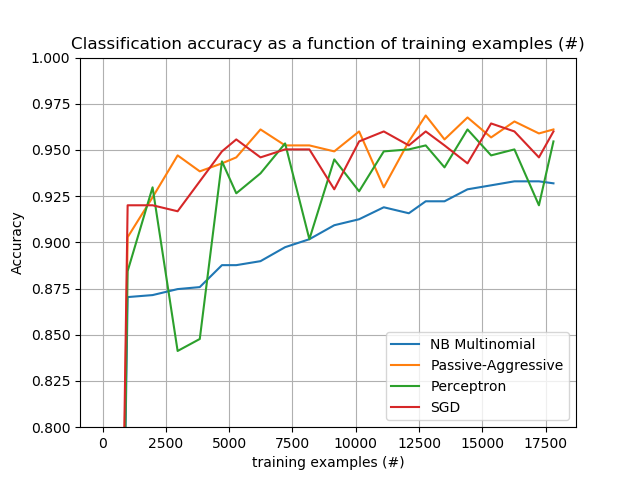 Classification accuracy as a function of training examples (#)
1.000
0.975
0.950
0.925
0.900
0.875
0.850
0.825
0.800
Accuracy
NB Multinomial
Passive-Aggressive
Perceptron
SGD
0 2500 5000 7500 10000 12500 15000 17500
training examples (#)